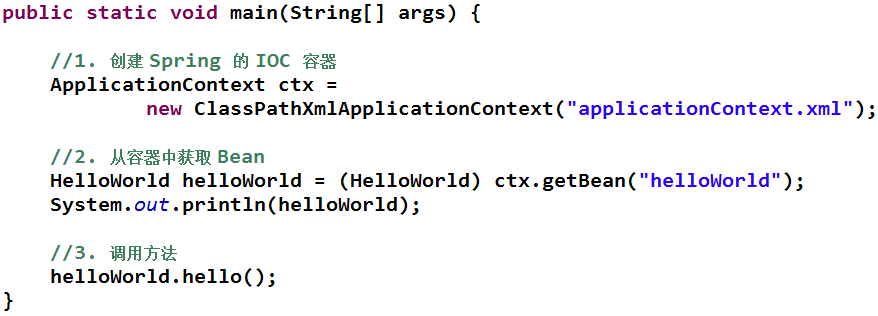 public static void main(String[] args) {
//1. 创建 Spring 的 IOC 容器
ApplicationContext ctx =
new ClassPathXmlApplicationContext("applicationContext.xml");
//2. 从容器中获取 Bean
HelloWorld helloWorld = (HelloWorld) ctx.getBean("helloWorld");
System.out.println(helloWorld);
//3. 调用方法
helloWorld.hello();
}